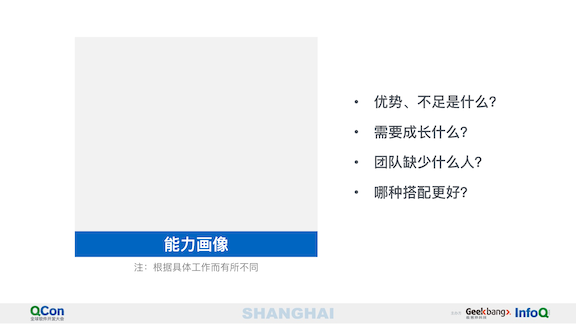 • 优势、不足是什么?
• 需要成长什么?
• 团队缺少什么人?
• 哪种搭配更好?
能力画像
注：根据具体工作而有所不同
QCon
全球软件开发大会
SHANGHAI
Geekbang>.
InfoQ